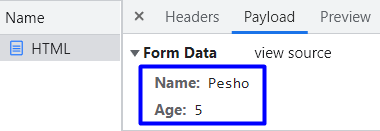 Name
Headers Payload Preview
HTML
Form Data view source
Name: Pesho
Age: 5